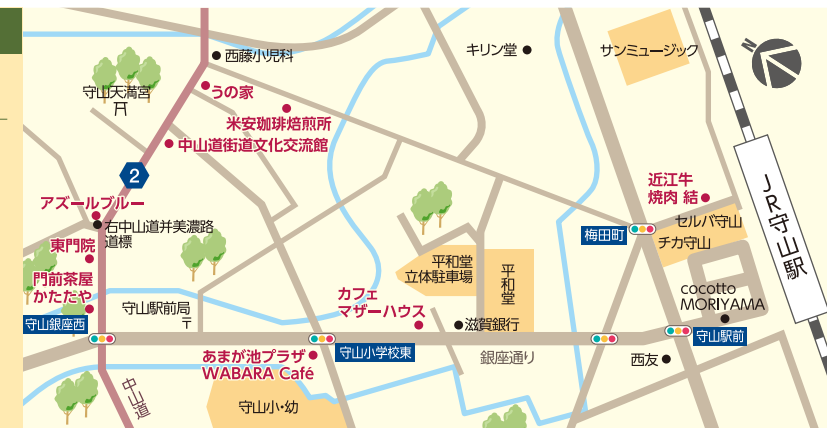 西藤小児科
キリン堂
サンミュージック
N
守山天満宮
うの家
米安珈琲焙煎所
中山道街道文化交流館
2
近江牛
焼肉 結
JR守山駅
アズールブルー
右中山道并美濃路
道標
セルバ守山
梅田町
チカ守山
東門院
平和堂
立体駐車場
平和堂
門前茶屋
かたたや
cocotto
MORIYAMA
カフェ
マザーハウス
守山駅前局
〒
守山銀座西
滋賀銀行
守山駅前
あまが池プラザ
WABARA Café
守山小学校東
銀座通り
西友
中山道
守山小・幼